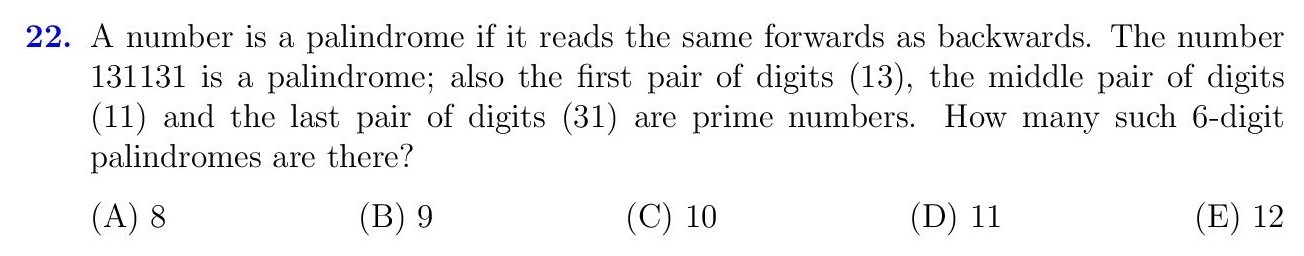 22. A number is a palindrome if it reads the same forwards as backwards. The number
131131 is a palindrome; also the first pair of digits (13), the middle pair of digits
(11) and the last pair of digits (31) are prime numbers. How many such 6-digit
palindromes are there?
(A) 8 (B) 9 (C) 10 (D) 11 (E) 12